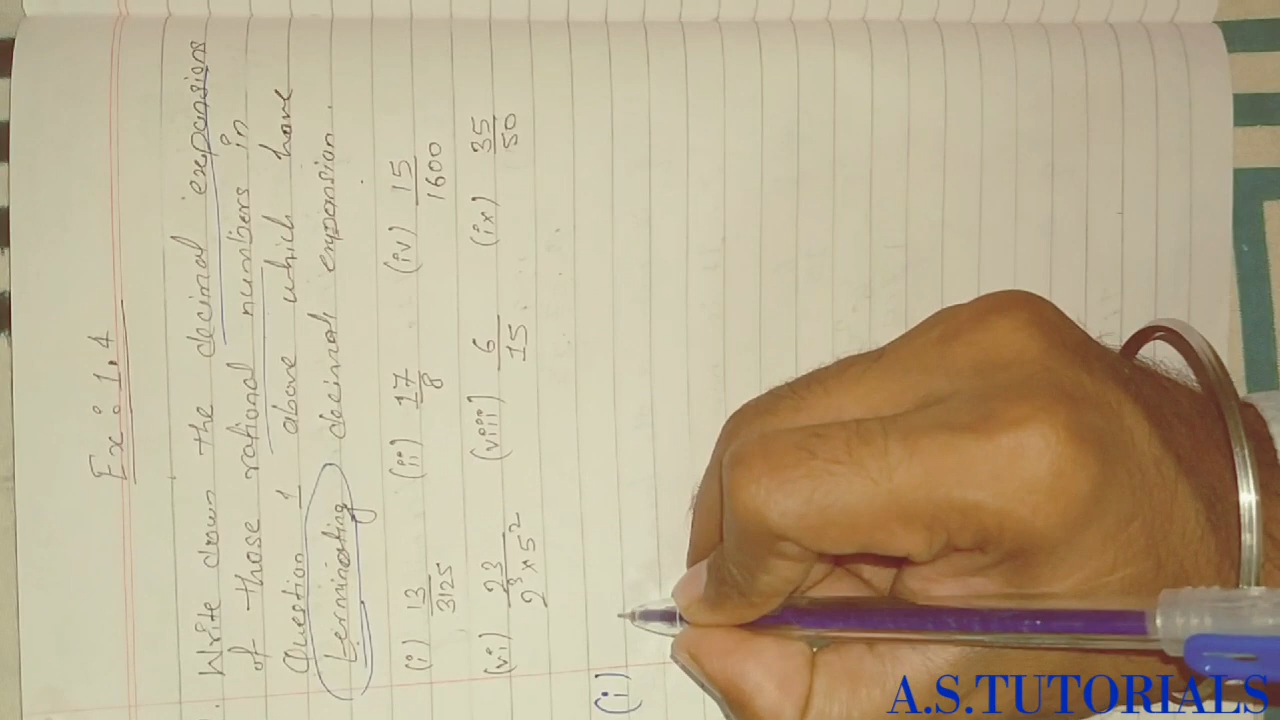 Ex : 1.4
. Write down the decimal expansions
of those rational numbers in
Question 1 above which have
terminating decimal expansion.
(i) 13/3125 (ii) 17/8 (iv) 15/1600
(vi) 23/2³×5² (viii) 6/15 (ix) 35/50
(i)
A.S.TUTORIALS